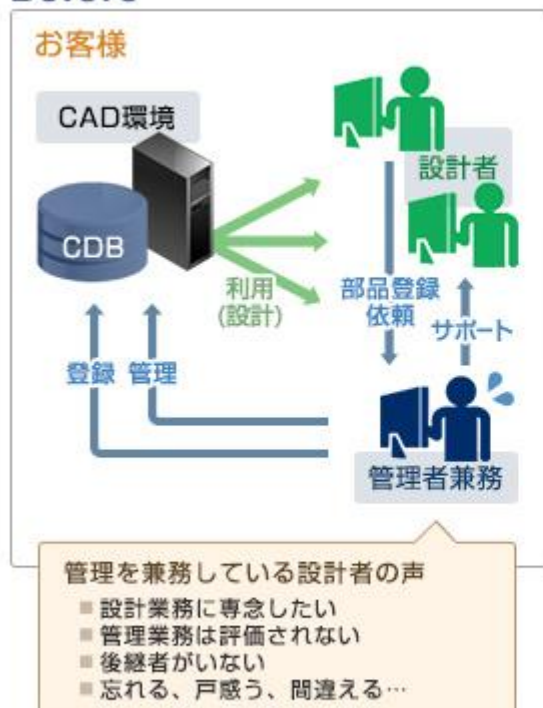 お客様
CAD環境
CDB
設計者
利用
(設計)
部品登録
依頼
サポート
登録
管理
管理者兼務
管理を兼務している設計者の声
■設計業務に専念したい
■管理業務は評価されない
■後継者がいない
■忘れる、戸惑う、間違える…